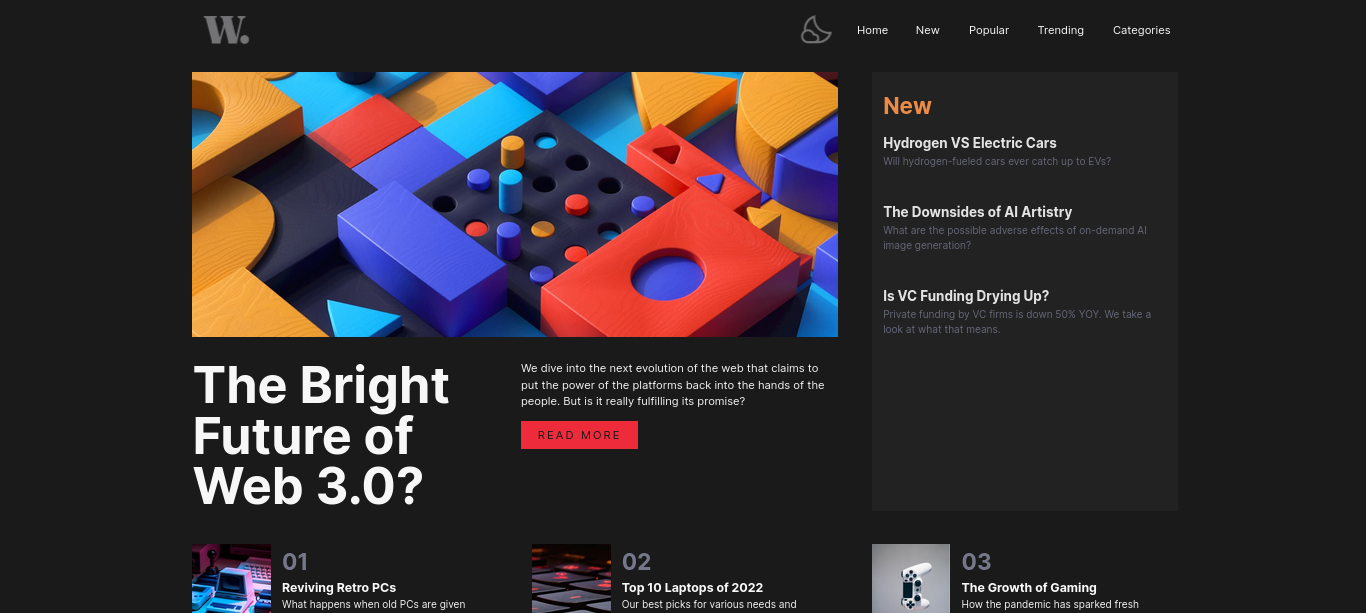 W.
Home
New
Popular
Trending
Categories
New
Hydrogen VS Electric Cars
Will hydrogen-fueled cars ever catch up to EVs?
The Downsides of AI Artistry
What are the possible adverse effects of on-demand AI
image generation?
Is VC Funding Drying Up?
Private funding by VC firms is down 50% YOY. We take a
look at what that means.
The Bright
Future of
Web 3.0?
We dive into the next evolution of the web that claims to
put the power of the platforms back into the hands of the
people. But is it really fulfilling its promise?
READ MORE
01
Reviving Retro PCs
What happens when old PCs are given
02
Top 10 Laptops of 2022
Our best picks for various needs and
03
The Growth of Gaming
How the pandemic has sparked fresh